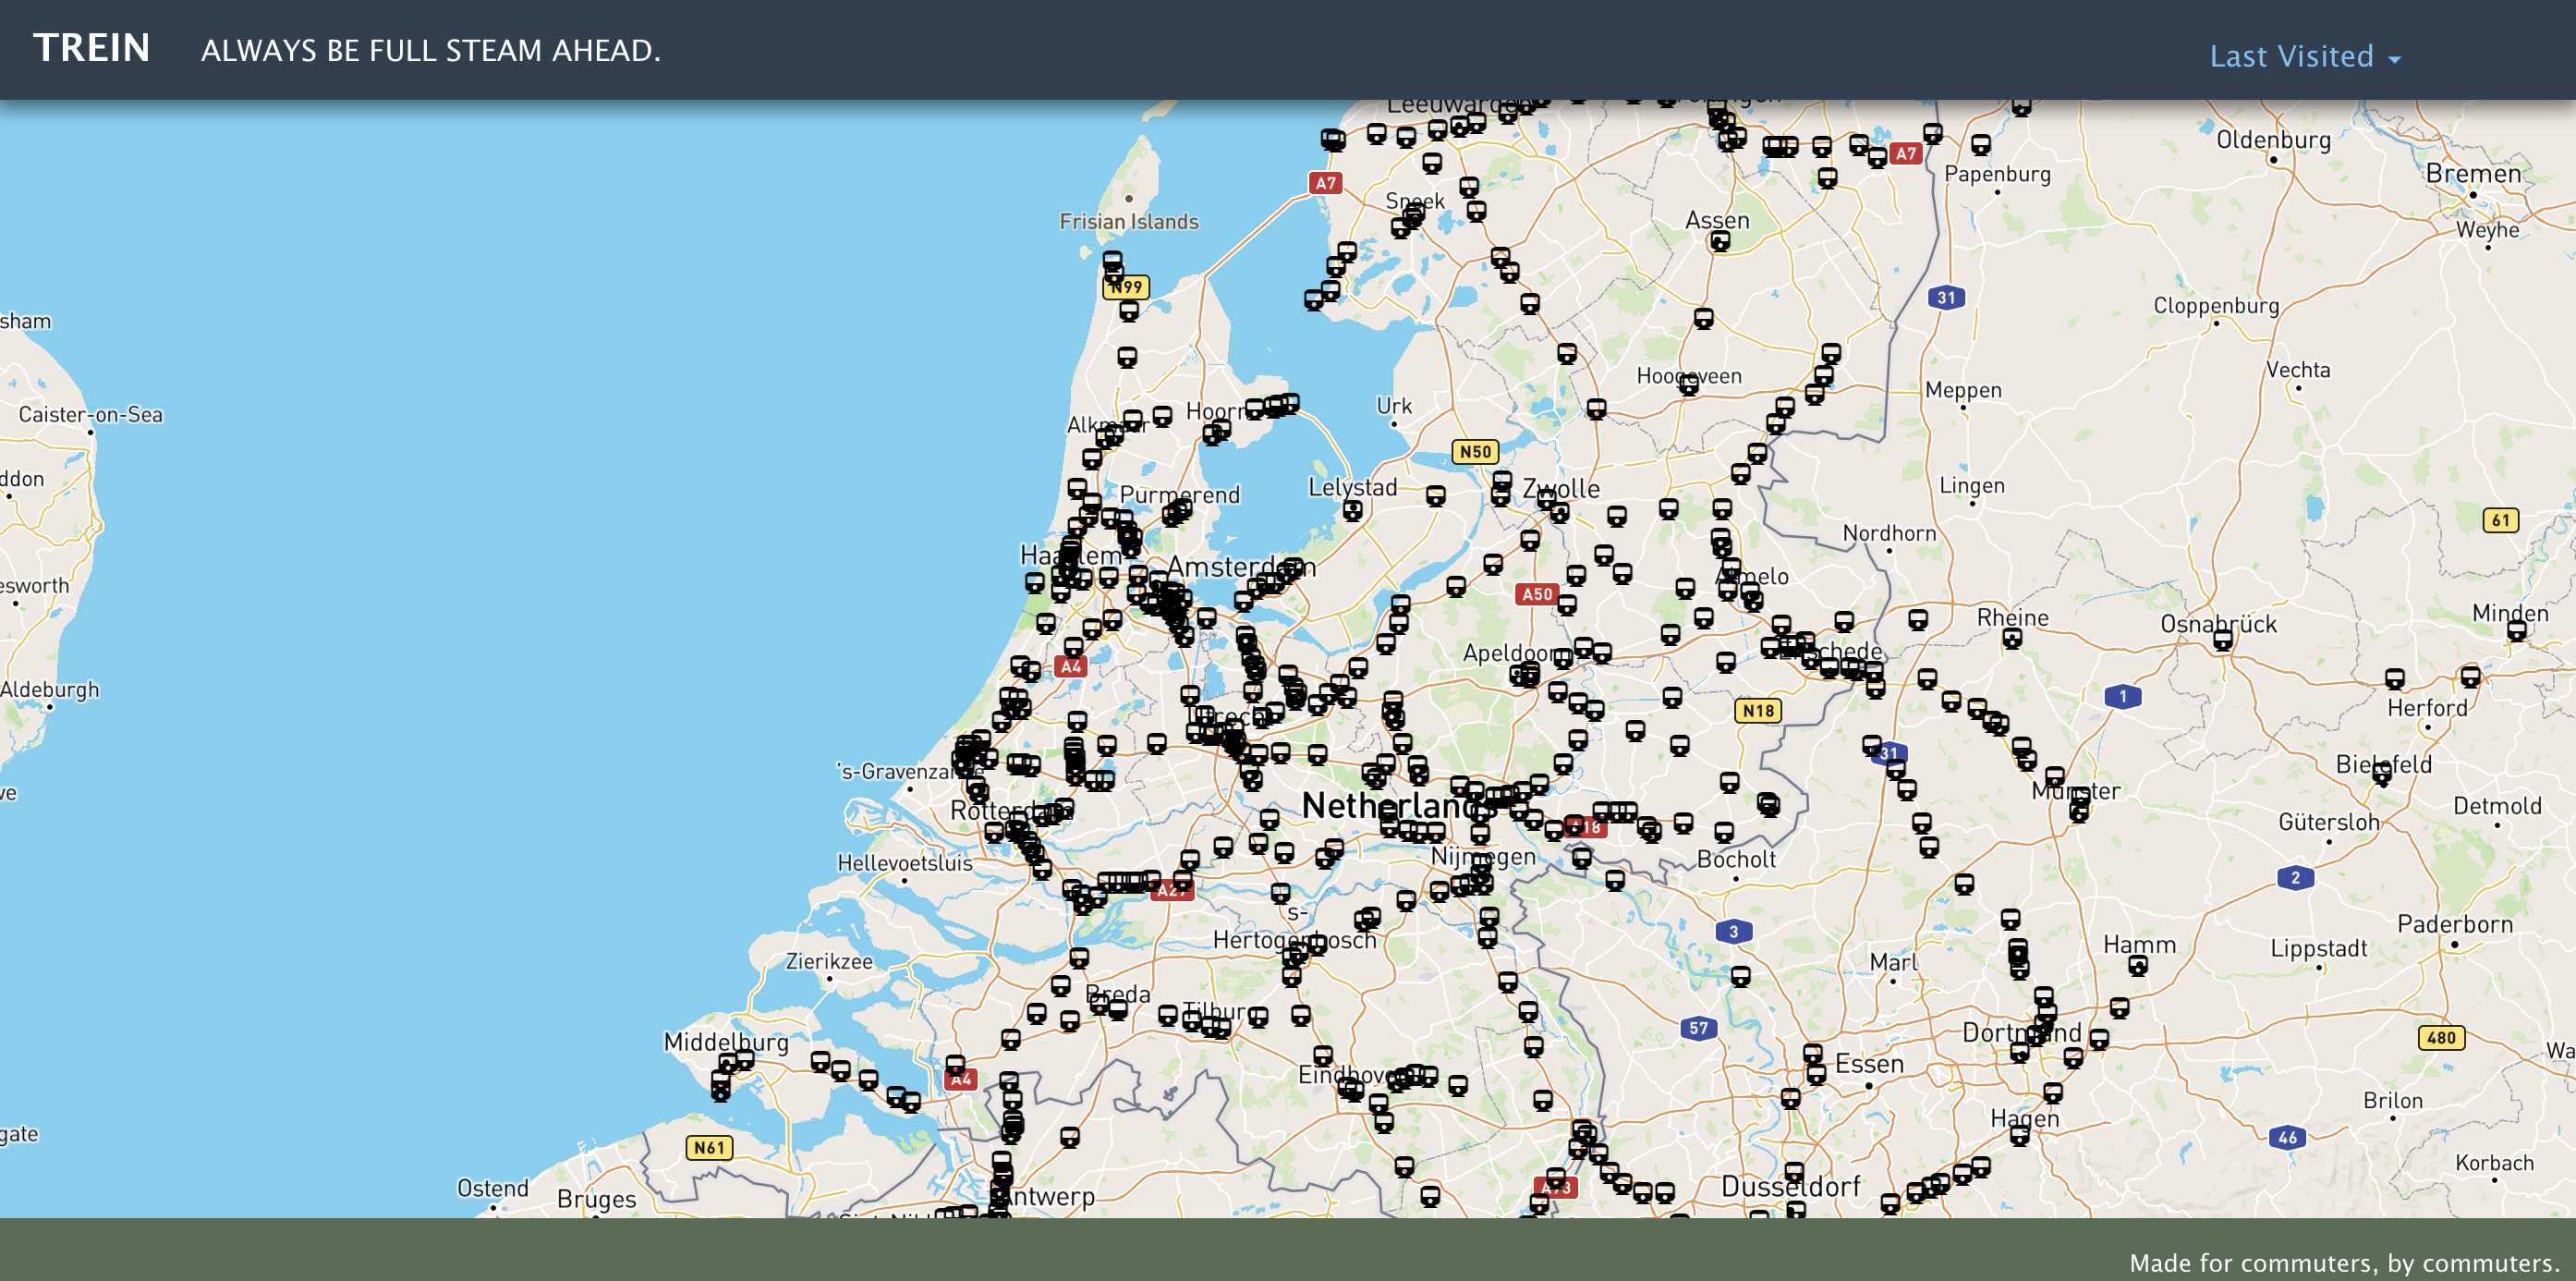 TREIN
ALWAYS BE FULL STEAM AHEAD.
Last Visited
Oldenburg
A7
A7
Papenburg
Bremen
Frisian Islands
Assen
Weyhe
N99
31
Cloppenburg
sham
Vechta
Hoogeveen
Meppen
Caister-on-Sea
Urk
Hoorn
Alkmaar
N50
ddon
Purmerend
Lelystad
Zwolle
Lingen
61
Nordhorn
Haarlem
Amsterdam
Almelo
esworth
A50
Minden
Rheine
Osnabrück
Apeldoorn
Enschede
A4
Aldeburgh
1
N18
Herford
Utrecht
31
Bielefeld
's-Gravenzande
ve
Münster
Netherlands
Detmold
Rotterdam
Gütersloh
A18
Hellevoetsluis
Nijmegen
Bocholt
2
A27
s-
Hertogenbosch
3
Paderborn
Hamm
Lippstadt
Zierikzee
Marl
Breda
Tilburg
57
Dortmund
480
Middelburg
Wa
Essen
Eindhoven
A4
Brilon
Hagen
gate
46
N61
Korbach
Ostend
Bruges
Antwerp
A73
Dusseldorf
Made for commuters, by commuters.